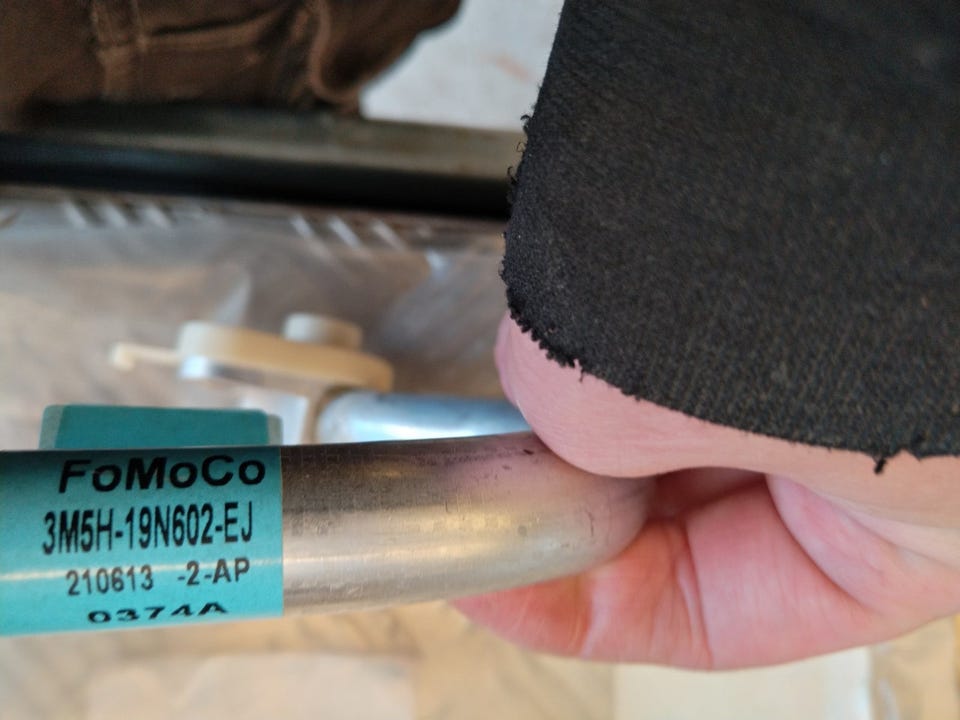 FoMoCo
3M5H-19N602-EJ
210613 -2-AP
0374A